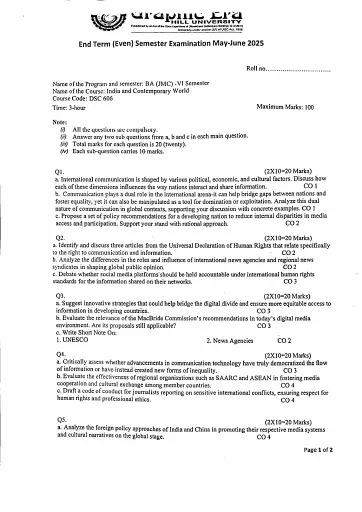 Graphic Era
HILL UNIVERSITY
End Term (Even) Semester Examination May-June 2025
Roll no..............................
Name of the Program and semester: BA (JMC) -VI Semester
Name of the Course: India and Contemporary World
Course Code: DSC 606
Time: 3-hour Maximum Marks: 100
Note:
(i) All the questions are compulsory.
(ii) Answer any two sub questions from a, b and c in each main question.
(iii) Total marks for each question is 20 (twenty).
(iv) Each sub-question carries 10 marks.
Q1. (2X10=20 Marks)
a. International communication is shaped by various political, economic, and cultural factors. Discuss how
each of these dimensions influences the way nations interact and share information. CO 1
b. Communication plays a dual role in the international arena-it can help bridge gaps between nations and
foster equality, yet it can also be manipulated as a tool for domination or exploitation. Analyze this dual
nature of communication in global contexts, supporting your discussion with concrete examples. CO 1
c. Propose a set of policy recommendations for a developing nation to reduce internal disparities in media
access and participation. Support your stand with rational approach. CO 2
Q2. (2X10=20 Marks)
a. Identify and discuss three articles from the Universal Declaration of Human Rights that relate specifically
to the right to communication and information. CO 2
b. Analyze the differences in the roles and influence of international news agencies and regional news
syndicates in shaping global public opinion. CO 2
c. Debate whether social media platforms should be held accountable under international human rights
standards for the information shared on their networks. CO 3
Q3. (2X10=20 Marks)
a. Suggest innovative strategies that could help bridge the digital divide and ensure more equitable access to
information in developing countries. CO 3
b. Evaluate the relevance of the MacBride Commission's recommendations in today's digital media
environment. Are its proposals still applicable? CO 3
c. Write Short Note On:
1. UNESCO 2. News Agencies CO 2
Q4. (2X10=20 Marks)
a. Critically assess whether advancements in communication technology have truly democratized the flow
of information or have instead created new forms of inequality. CO 3
b. Evaluate the effectiveness of regional organizations such as SAARC and ASEAN in fostering media
cooperation and cultural exchange among member countries. CO 4
c. Draft a code of conduct for journalists reporting on sensitive international conflicts, ensuring respect for
human rights and professional ethics. CO 4
Q5. (2X10=20 Marks)
a. Analyze the foreign policy approaches of India and China in promoting their respective media systems
and cultural narratives on the global stage. CO 4
Page 1 of 2